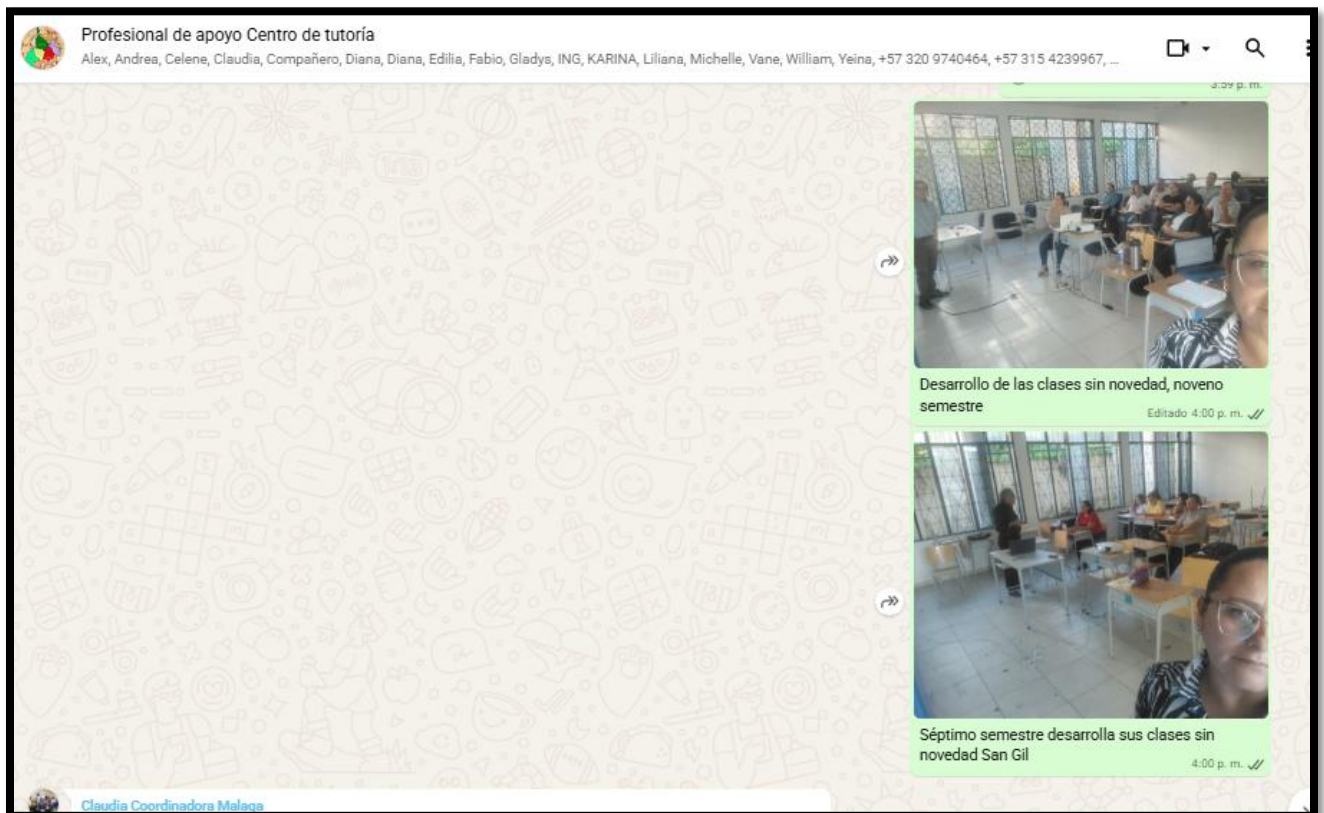 Profesional de apoyo Centro de tutoría
Alex, Andrea, Celene, Claudia, Compañero, Diana, Diana, Edilia, Fabio, Gladys, ING, KARINA, Liliana, Michelle, Vane, William, Yeina, +57 320 9740464, +57 315 4239967, ...
3:59 p. m.
Desarrollo de las clases sin novedad, noveno
semestre
Editado 4:00 p. m.
Séptimo semestre desarrolla sus clases sin
novedad San Gil
4:00 p. m.
Claudia Coordinadora Malaga